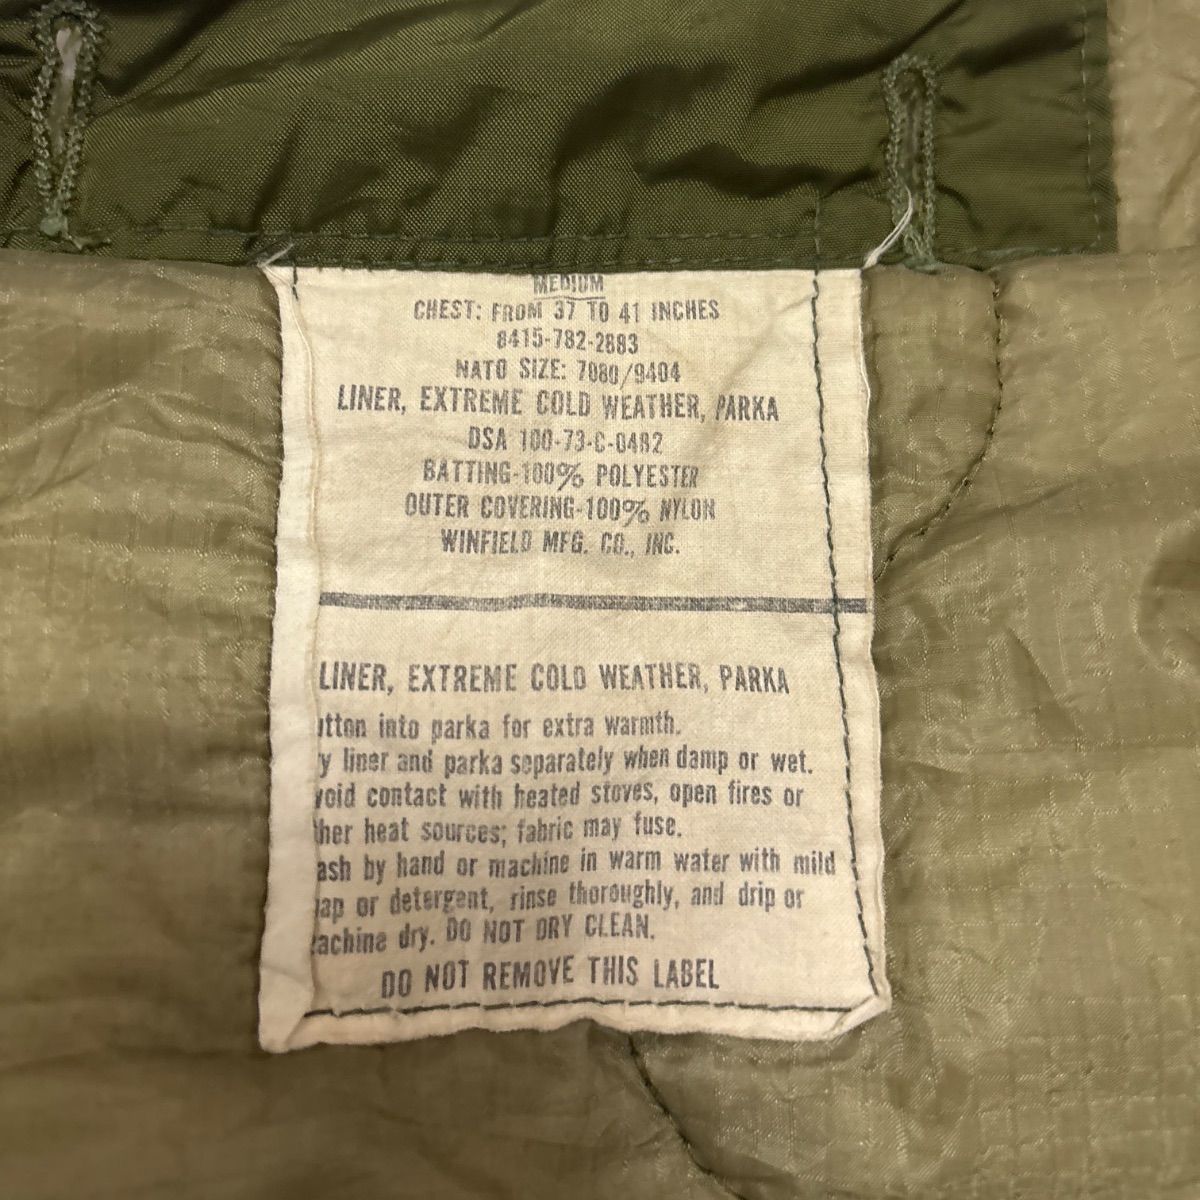 MEDIUM
CHEST: FROM 37 TO 41 INCHES
8415-782-2883
NATO SIZE: 7080/9404
LINER, EXTREME COLD WEATHER, PARKA
DSA 100-73-C-0482
BATTING-100% POLYESTER
OUTER COVERING-100% NYLON
WINFIELD MFG. CO., INC.
LINER, EXTREME COLD WEATHER, PARKA
utton into parka for extra warmth.
y liner and parka separately when damp or wet.
void contact with heated stoves, open fires or
ther heat sources; fabric may fuse.
ash by hand or machine in warm water with mild
oap or detergent, rinse thoroughly, and drip or
achine dry. DO NOT DRY CLEAN.
DO NOT REMOVE THIS LABEL